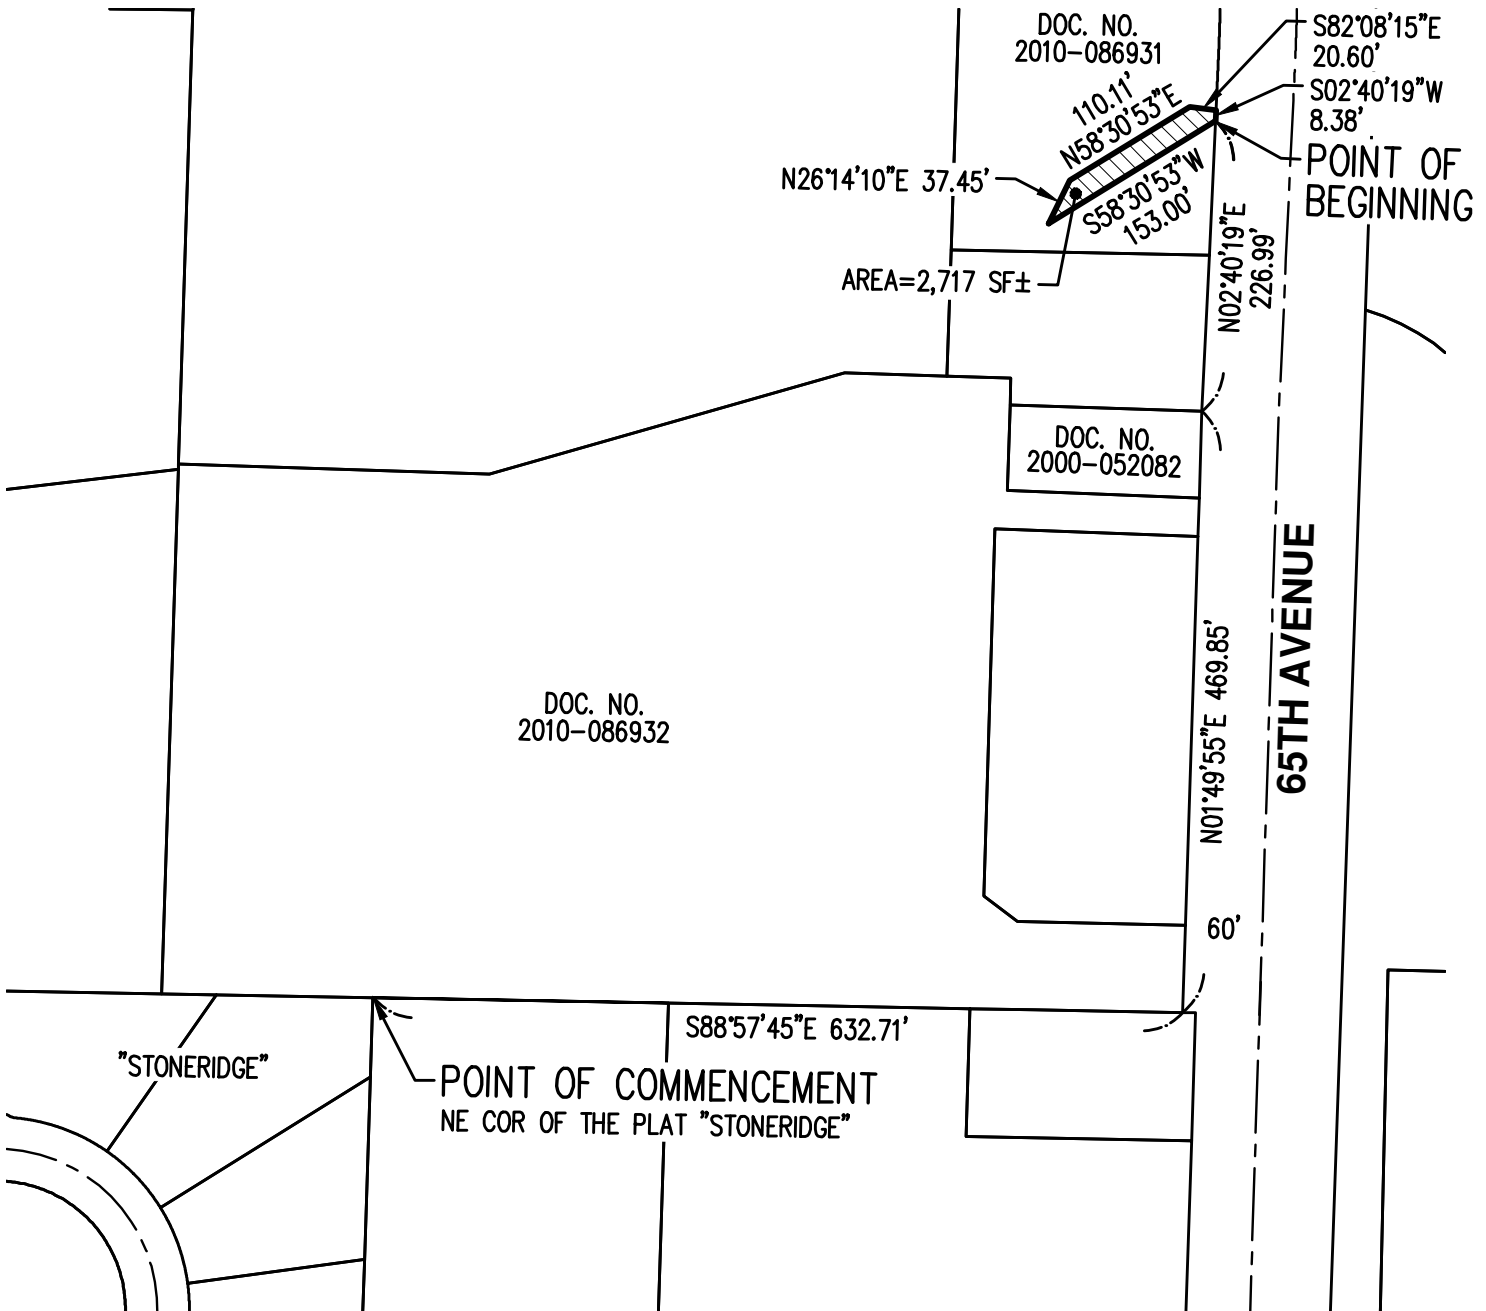 DOC. NO.
2010-086931
S82°08'15"E
20.60'
S02°40'19"W
8.38'
POINT OF
BEGINNING
110.11'
N58°30'53"E
N26°14'10"E 37.45'
S58°30'53"W
153.00'
AREA=2,717 SF±
N02°40'19"E
226.99'
DOC. NO.
2000-052082
65TH AVENUE
N01°49'55"E 469.85'
DOC. NO.
2010-086932
60'
S88°57'45"E 632.71'
"STONERIDGE"
POINT OF COMMENCEMENT
NE COR OF THE PLAT "STONERIDGE"